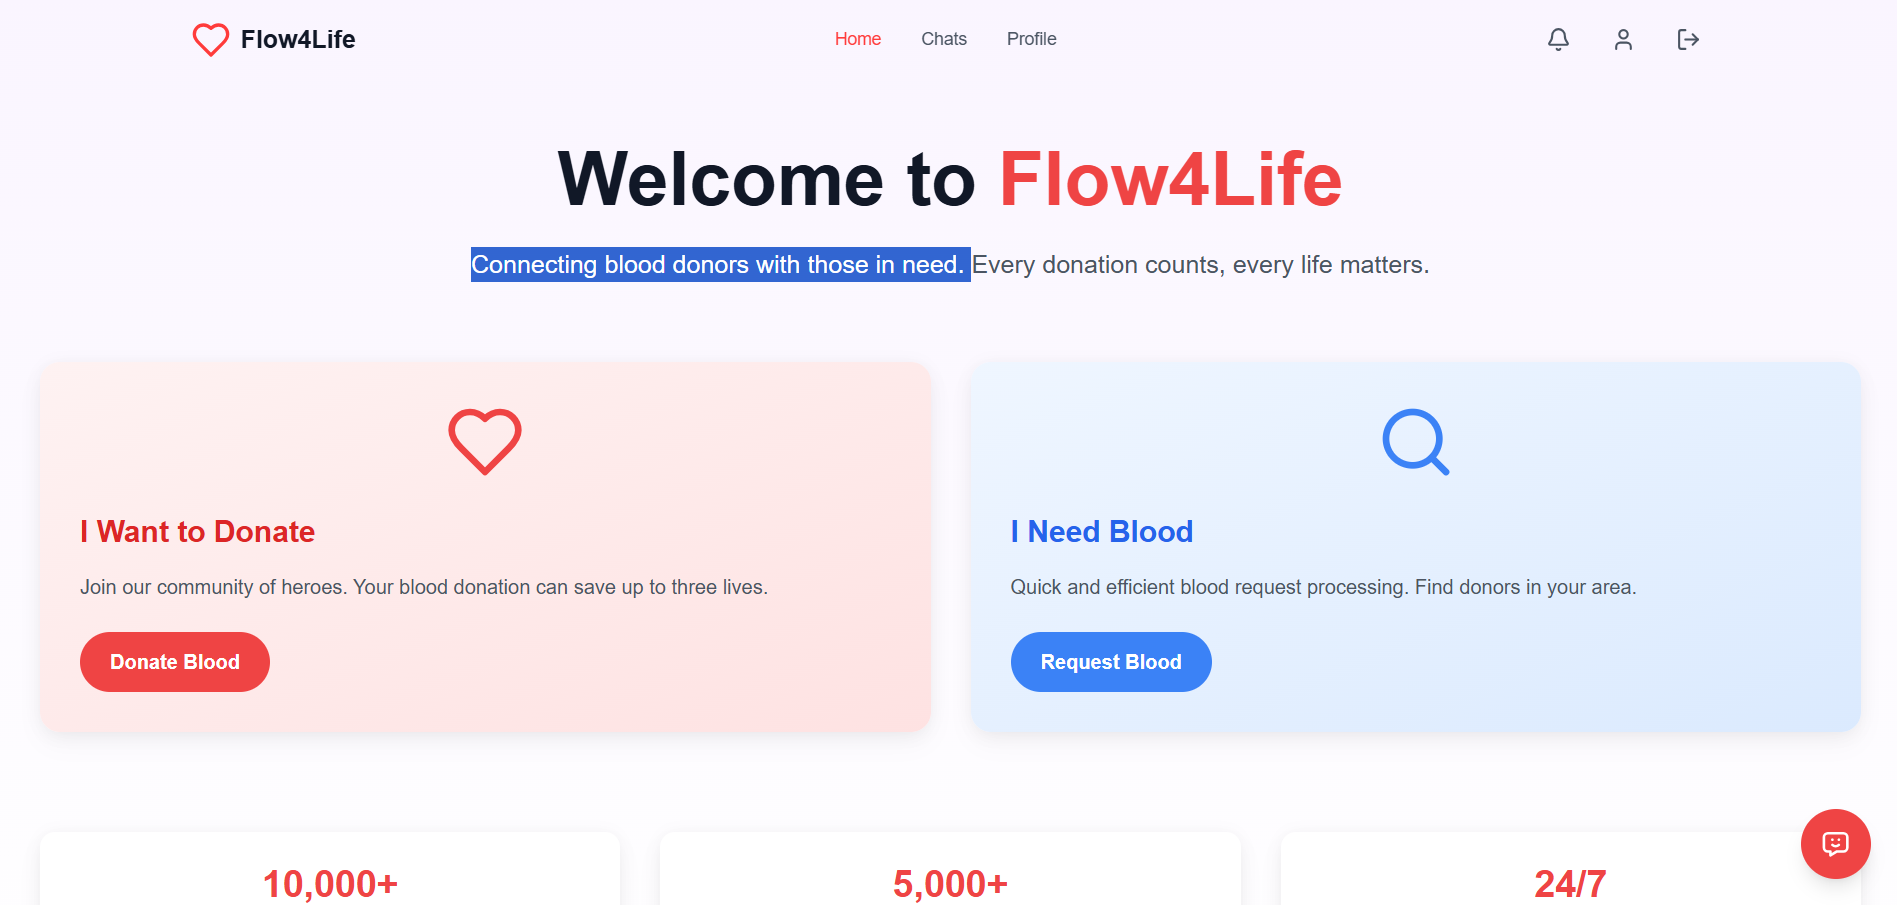 Flow4Life
Home Chats Profile
Welcome to Flow4Life
Connecting blood donors with those in need. Every donation counts, every life matters.
I Want to Donate
Join our community of heroes. Your blood donation can save up to three lives.
Donate Blood
I Need Blood
Quick and efficient blood request processing. Find donors in your area.
Request Blood
10,000+
5,000+
24/7